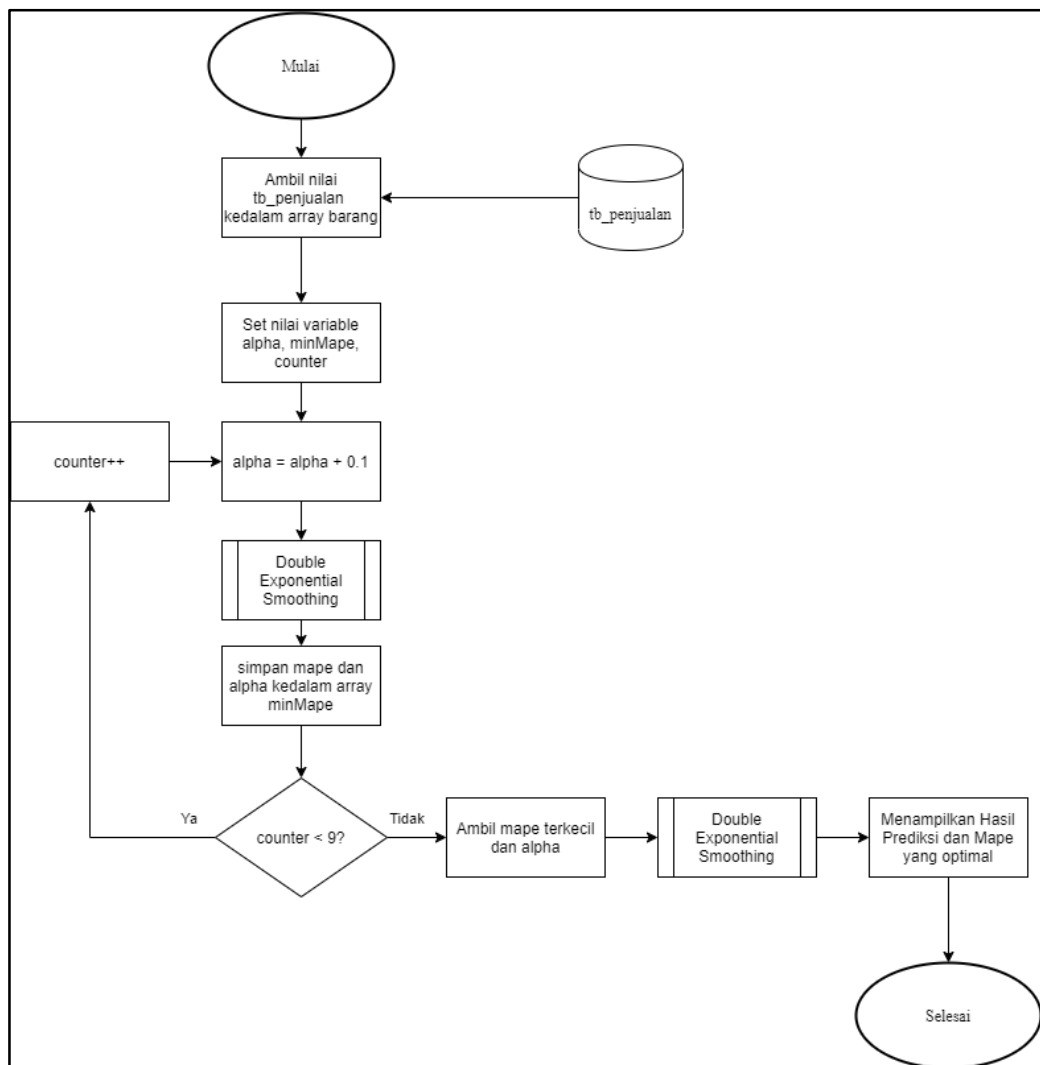 Mulai
Ambil nilai
tb_penjualan
kedalam array barang
tb_penjualan
Set nilai variable
alpha, minMape,
counter
counter++
alpha = alpha + 0.1
Double
Exponential
Smoothing
simpan mape dan
alpha kedalam array
minMape
Ya
counter < 9?
Tidak
Ambil mape terkecil
dan alpha
Double
Exponential
Smoothing
Menampilkan Hasil
Prediksi dan Mape
yang optimal
Selesai